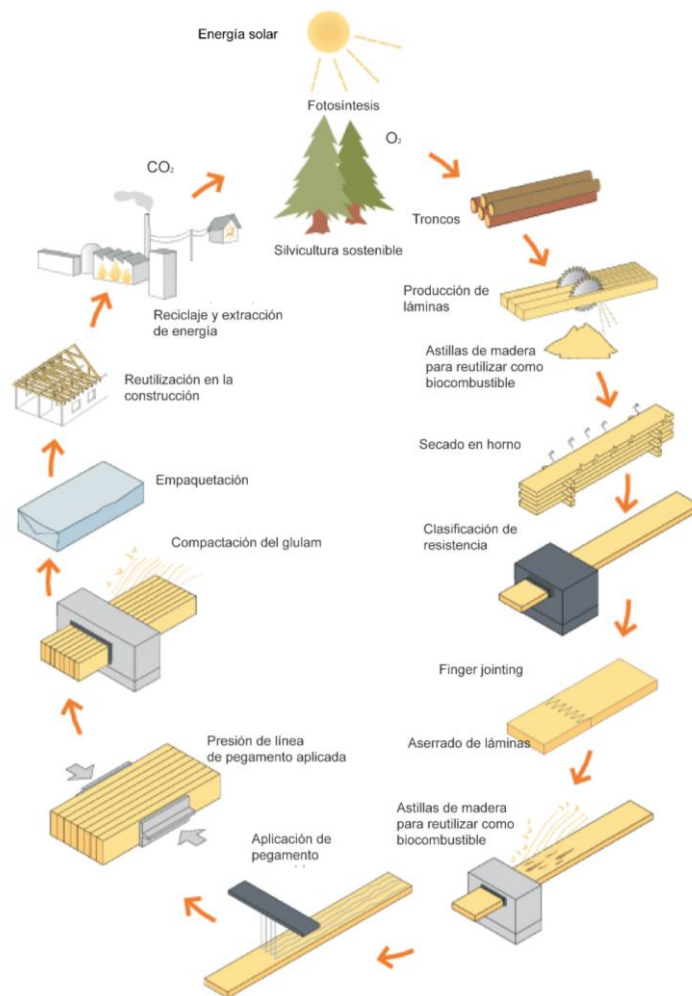 Energía solar
Fotosíntesis
O₂
CO₂
Silvicultura sostenible
Troncos
Producción de
láminas
Astillas de madera
para reutilizar como
biocombustible
Secado en horno
Clasificación de
resistencia
Finger jointing
Aserrado de láminas
Astillas de madera
para reutilizar como
biocombustible
Aplicación de
pegamento
Presión de línea
de pegamento aplicada
Compactación del glulam
Empaquetación
Reutilización en la
construcción
Reciclaje y extracción
de energía